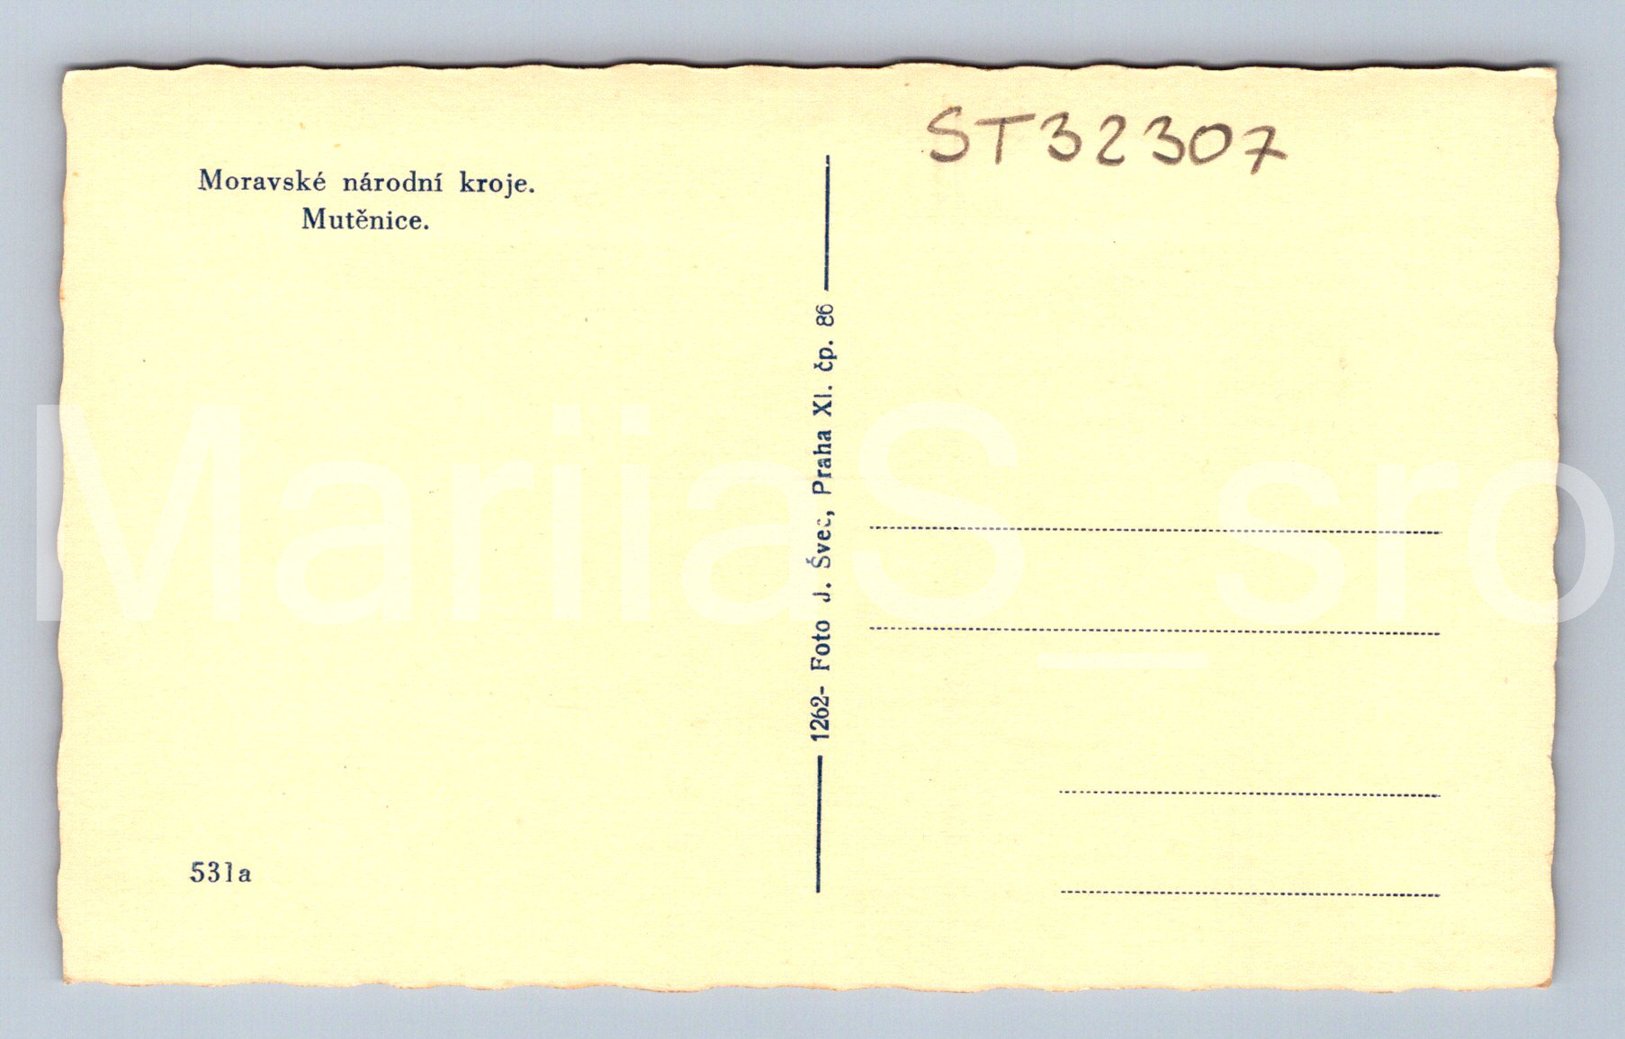 Moravské národní kroje.
Mutěnice.
531a
1262- Foto J. Švec, Praha XI. čp. 86
ST32307
MariiaS_sro